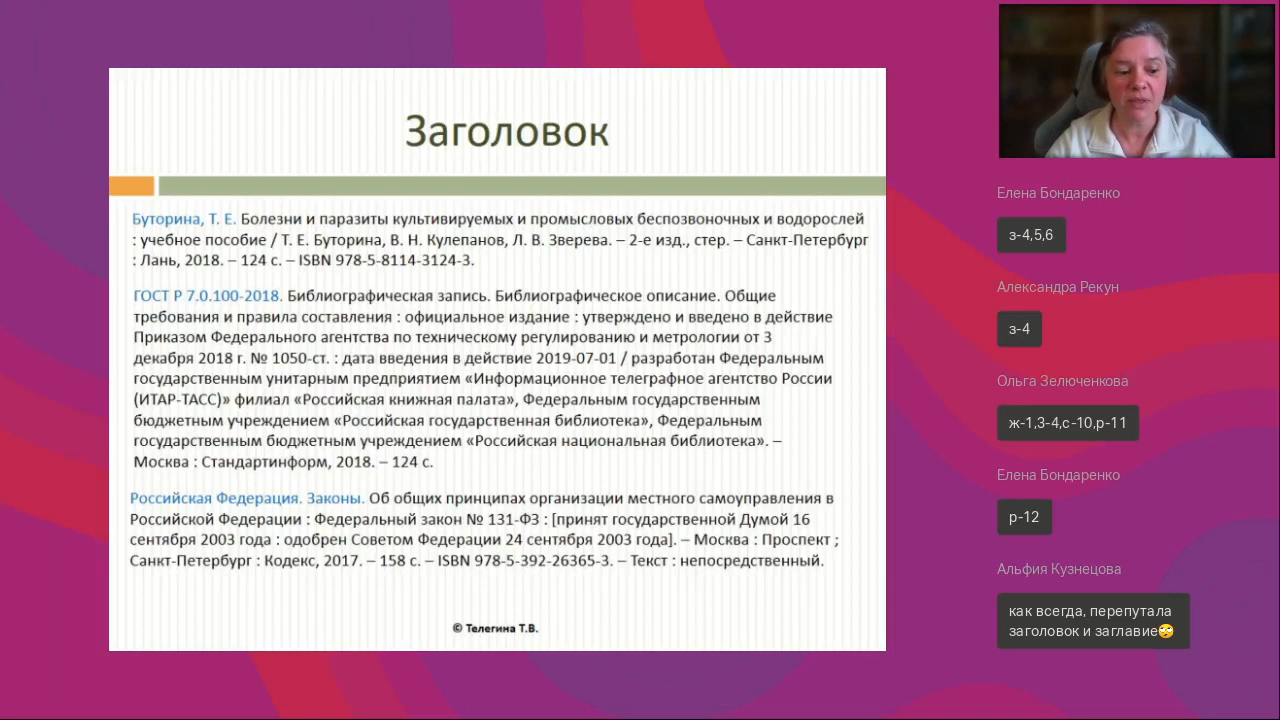 Заголовок
Буторина, Т. Е. Болезни и паразиты культивируемых и промысловых беспозвоночных и водорослей
: учебное пособие / Т. Е. Буторина, В. Н. Кулепанов, Л. В. Зверева. – 2-е изд., стер. – Санкт-Петербург
: Лань, 2018. – 124 с. – ISBN 978-5-8114-3124-3.
ГОСТ Р 7.0.100-2018. Библиографическая запись. Библиографическое описание. Общие
требования и правила составления : официальное издание : утверждено и введено в действие
Приказом Федерального агентства по техническому регулированию и метрологии от 3
декабря 2018 г. № 1050-ст. : дата введения в действие 2019-07-01 / разработан Федеральным
государственным унитарным предприятием «Информационное телеграфное агентство России
(ИТАР-ТАСС)» филиал «Российская книжная палата», Федеральным государственным
бюджетным учреждением «Российская государственная библиотека», Федеральным
государственным бюджетным учреждением «Российская национальная библиотека». –
Москва : Стандартинформ, 2018. – 124 с.
Российская Федерация. Законы. Об общих принципах организации местного самоуправления в
Российской Федерации : Федеральный закон № 131-ФЗ : [принят государственной Думой 16
сентября 2003 года : одобрен Советом Федерации 24 сентября 2003 года]. – Москва : Проспект ;
Санкт-Петербург : Кодекс, 2017. – 158 с. – ISBN 978-5-392-26365-3. – Текст : непосредственный.
© Телегина Т.В.
Елена Бондаренко
з-4,5,6
Александра Рекун
з-4
Ольга Зелюченкова
ж-1,3-4,с-10,р-11
Елена Бондаренко
р-12
Альфия Кузнецова
как всегда, перепутала
заголовок и заглавие🙄